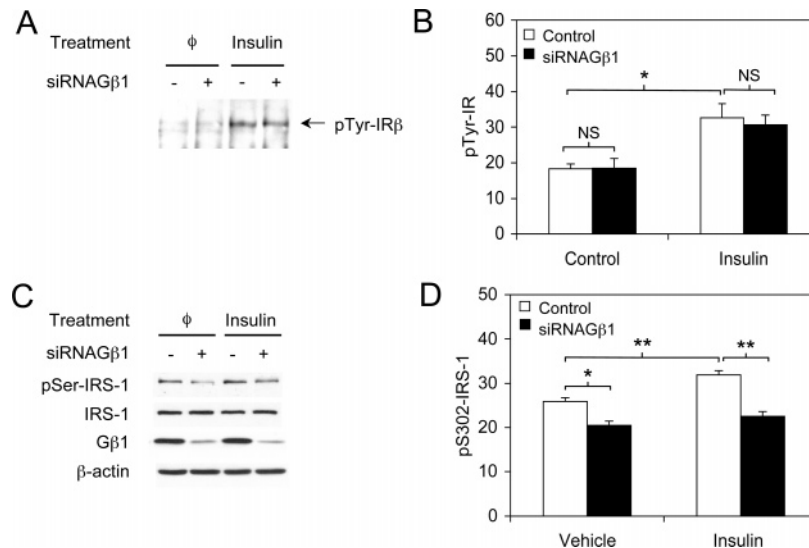 A
Treatment ϕ Insulin
siRNAGβ1 - + - +
pTyr-IRβ
B
pTyr-IR
60
50
40
30
20
10
0
Control
siRNAGβ1
NS
*
NS
Control Insulin
C
Treatment ϕ Insulin
siRNAGβ1 - + - +
pSer-IRS-1
IRS-1
Gβ1
β-actin
D
pS302-IRS-1
50
40
30
20
10
0
Control
siRNAGβ1
*
**
**
Vehicle Insulin